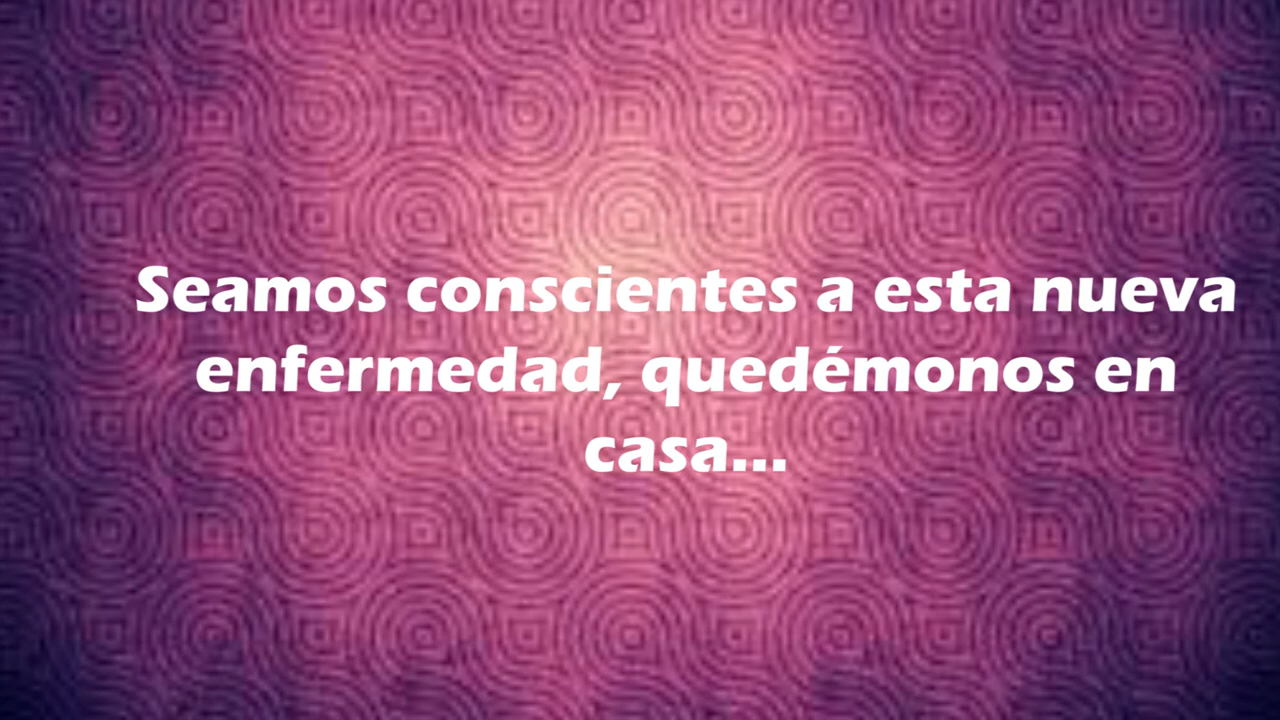 Seamos conscientes a esta nueva
enfermedad, quedémonos en
casa...